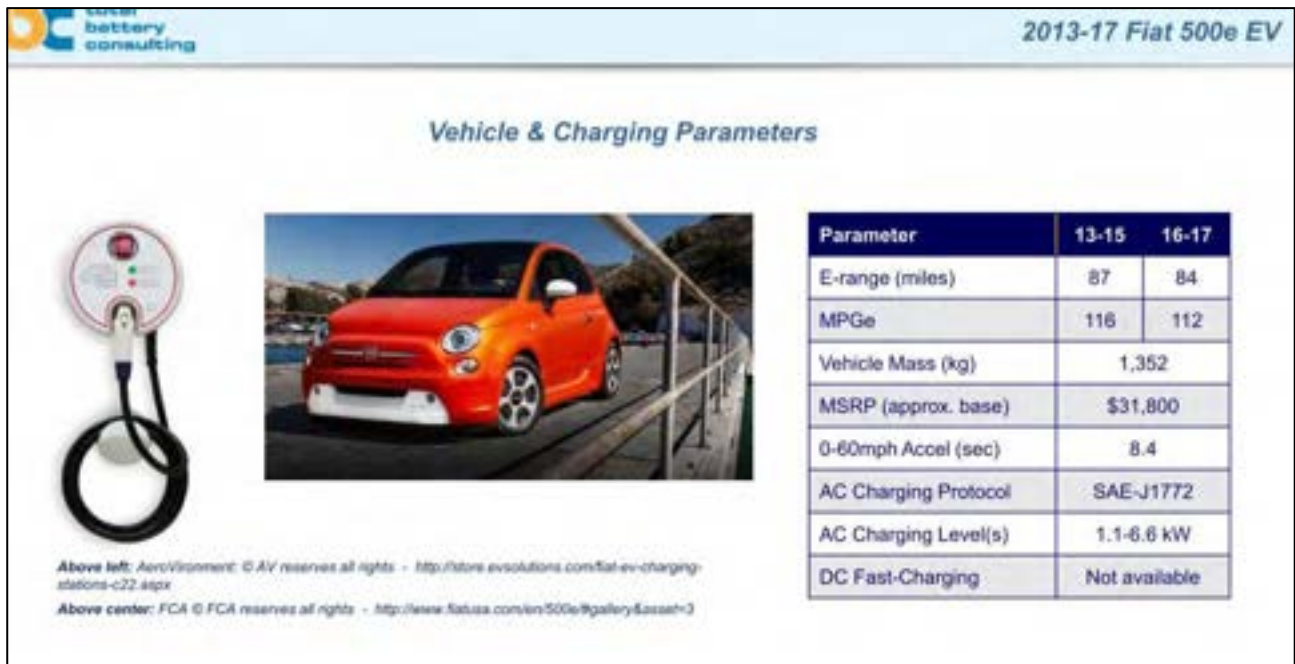 total
battery
consulting
2013-17 Fiat 500e EV
Vehicle & Charging Parameters
Parameter 13-15 16-17
E-range (miles) 87 84
MPGe 116 112
Vehicle Mass (kg) 1,352
MSRP (approx. base) $31,800
0-60mph Accel (sec) 8.4
AC Charging Protocol SAE-J1772
AC Charging Level(s) 1.1-6.6 kW
DC Fast-Charging Not available
Above left: AeroVironment: © AV reserves all rights - http://store.evsolutions.com/fiat-ev-charging-
stations-c22.aspx
Above center: FCA © FCA reserves all rights - http://www.fiatusa.com/en/500e/#gallery&asset=3